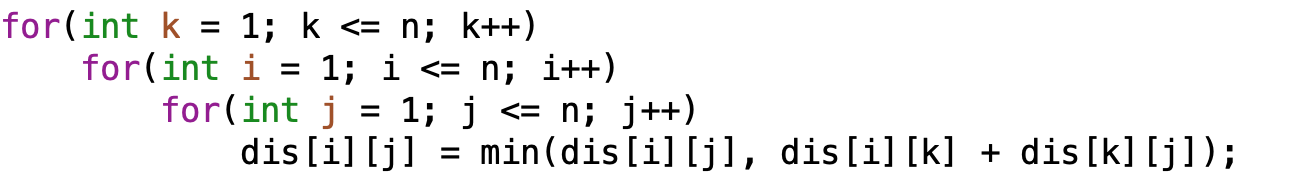 for(int k = 1; k <= n; k++)
    for(int i = 1; i <= n; i++)
        for(int j = 1; j <= n; j++)
            dis[i][j] = min(dis[i][j], dis[i][k] + dis[k][j]);